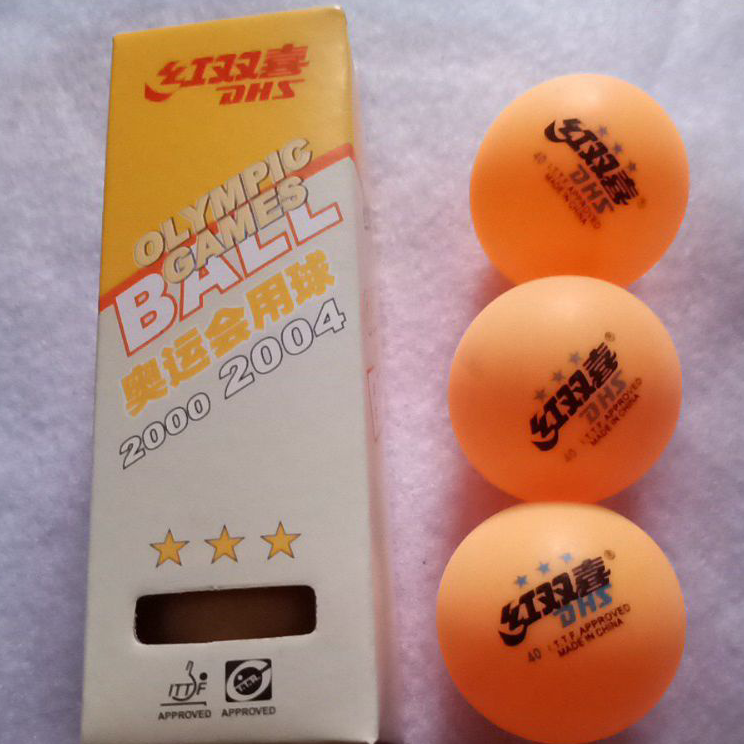 红双喜
DHS
OLYMPIC
GAMES
BALL
奥运会用球
2000 2004
ITTF
APPROVED
T.T.R.
APPROVED
红双喜
DHS
40 I.T.T.F. APPROVED
MADE IN CHINA
红双喜
DHS
40 I.T.T.F. APPROVED
MADE IN CHINA
红双喜
DHS
40 I.T.T.F. APPROVED
MADE IN CHINA